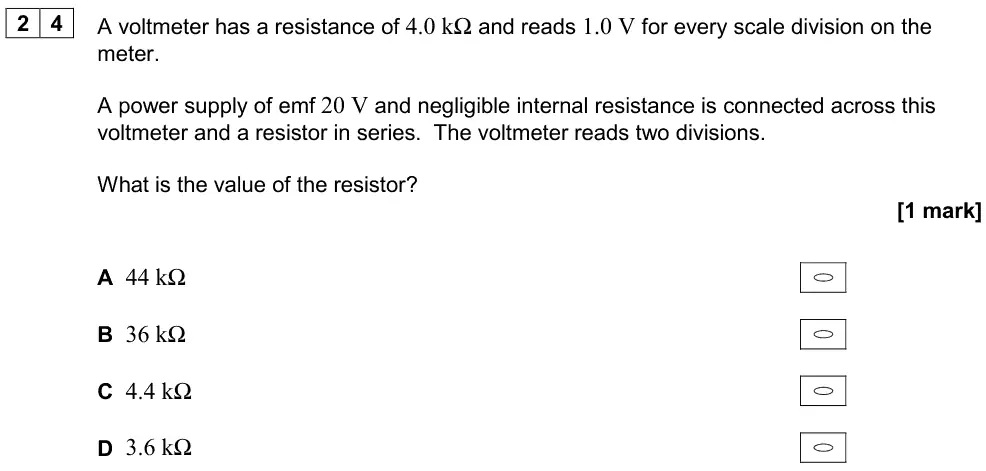 2 4 A voltmeter has a resistance of 4.0 kΩ and reads 1.0 V for every scale division on the
meter.
A power supply of emf 20 V and negligible internal resistance is connected across this
voltmeter and a resistor in series. The voltmeter reads two divisions.
What is the value of the resistor?
[1 mark]
A 44 kΩ
B 36 kΩ
C 4.4 kΩ
D 3.6 kΩ